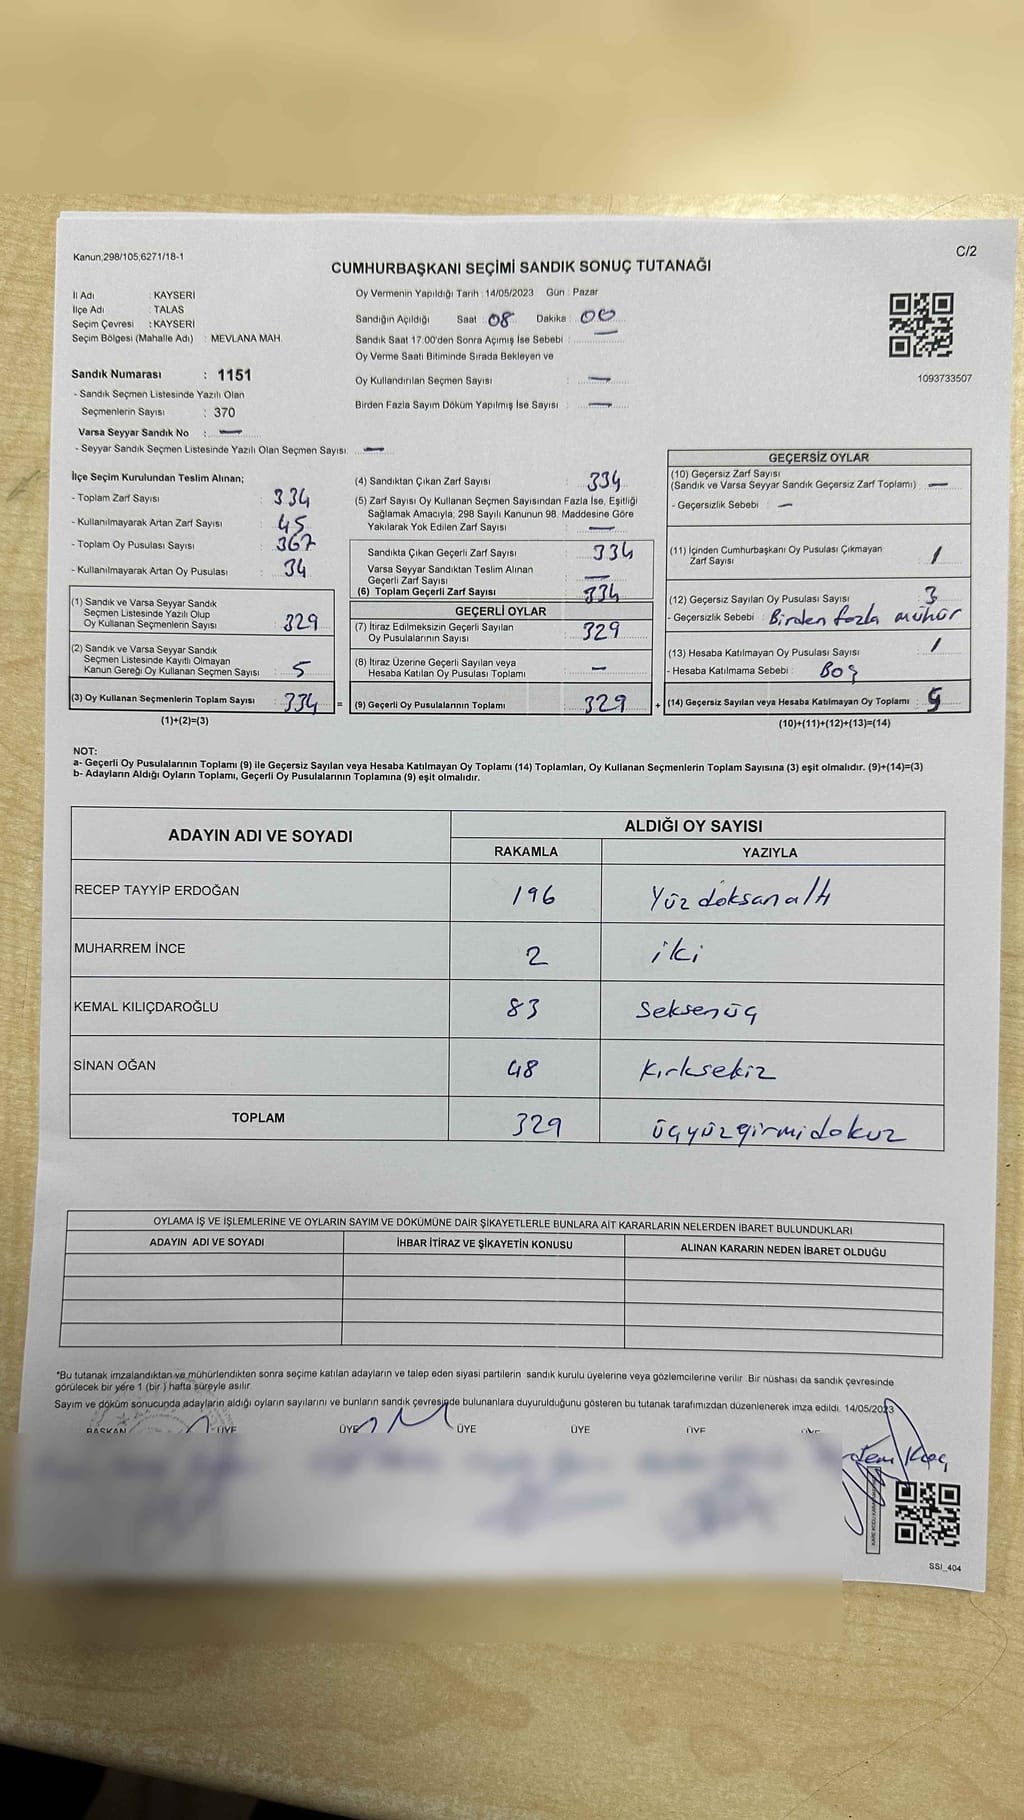 Kanun,298/105,6271/18-1
C/2
CUMHURBAŞKANI SEÇİMİ SANDIK SONUÇ TUTANAĞI
İl Adı : KAYSERİ
İlçe Adı : TALAS
Seçim Çevresi : KAYSERİ
Seçim Bölgesi (Mahalle Adı) : MEVLANA MAH.
Sandık Numarası : 1151
- Sandık Seçmen Listesinde Yazılı Olan
Seçmenlerin Sayısı : 370
Varsa Seyyar Sandık No : —
- Seyyar Sandık Seçmen Listesinde Yazılı Olan Seçmen Sayısı: —
Oy Vermenin Yapıldığı Tarih : 14/05/2023 Gün : Pazar
Sandığın Açıldığı Saat : 08 Dakika : 00
Sandık Saat 17.00'den Sonra Açımış İse Sebebi : —
Oy Verme Saati Bitiminde Sırada Bekleyen ve
Oy Kullandırılan Seçmen Sayısı : —
Birden Fazla Sayım Döküm Yapılmış İse Sayısı : —
1093733507
İlçe Seçim Kurulundan Teslim Alınan;
- Toplam Zarf Sayısı : 334
- Kullanılmayarak Artan Zarf Sayısı : 45
- Toplam Oy Pusulası Sayısı : 367
- Kullanılmayarak Artan Oy Pusulası : 34
(1) Sandık ve Varsa Seyyar Sandık
Seçmen Listesinde Yazılı Olup
Oy Kullanan Seçmenlerin Sayısı : 329
(2) Sandık ve Varsa Seyyar Sandık
Seçmen Listesinde Kayıtlı Olmayan
Kanun Gereği Oy Kullanan Seçmen Sayısı : 5
(3) Oy Kullanan Seçmenlerin Toplam Sayısı : 334 =
(1)+(2)=(3)
(4) Sandıktan Çıkan Zarf Sayısı : 334
(5) Zarf Sayısı Oy Kullanan Seçmen Sayısından Fazla İse, Eşitliği
Sağlamak Amacıyla; 298 Sayılı Kanunun 98. Maddesine Göre
Yakılarak Yok Edilen Zarf Sayısı : —
Sandıkta Çıkan Geçerli Zarf Sayısı : 334
Varsa Seyyar Sandıktan Teslim Alınan
Geçerli Zarf Sayısı : —
(6) Toplam Geçerli Zarf Sayısı : 334
GEÇERLİ OYLAR
(7) İtiraz Edilmeksizin Geçerli Sayılan
Oy Pusulalarının Sayısı : 329
(8) İtiraz Üzerine Geçerli Sayılan veya
Hesaba Katılan Oy Pusulası Toplamı : —
(9) Geçerli Oy Pusulalarının Toplamı : 329 +
GEÇERSİZ OYLAR
(10) Geçersiz Zarf Sayısı
(Sandık ve Varsa Seyyar Sandık Geçersiz Zarf Toplamı) : —
- Geçersizlik Sebebi : —
(11) İçinden Cumhurbaşkanı Oy Pusulası Çıkmayan
Zarf Sayısı : 1
(12) Geçersiz Sayılan Oy Pusulası Sayısı : 3
- Geçersizlik Sebebi : Birden fazla mühür
(13) Hesaba Katılmayan Oy Pusulası Sayısı : 1
- Hesaba Katılmama Sebebi : Boş
(14) Geçersiz Sayılan veya Hesaba Katılmayan Oy Toplamı : 5
(10)+(11)+(12)+(13)=(14)
NOT:
a- Geçerli Oy Pusulalarının Toplamı (9) ile Geçersiz Sayılan veya Hesaba Katılmayan Oy Toplamı (14) Toplamları, Oy Kullanan Seçmenlerin Toplam Sayısına (3) eşit olmalıdır. (9)+(14)=(3)
b- Adayların Aldığı Oyların Toplamı, Geçerli Oy Pusulalarının Toplamına (9) eşit olmalıdır.
ADAYIN ADI VE SOYADI ALDIĞI OY SAYISI
RAKAMLA YAZIYLA
RECEP TAYYİP ERDOĞAN 196 Yüzdoksanaltı
MUHARREM İNCE 2 iki
KEMAL KILIÇDAROĞLU 83 seksenüç
SİNAN OĞAN 48 Kırksekiz
TOPLAM 329 üçyüzyirmidokuz
OYLAMA İŞ VE İŞLEMLERİNE VE OYLARIN SAYIM VE DÖKÜMÜNE DAİR ŞİKAYETLERLE BUNLARA AİT KARARLARIN NELERDEN İBARET BULUNDUKLARI
ADAYIN ADI VE SOYADI İHBAR İTİRAZ VE ŞİKAYETİN KONUSU ALINAN KARARIN NEDEN İBARET OLDUĞU
*Bu tutanak imzalandıktan ve mühürlendikten sonra seçime katılan adayların ve talep eden siyasi partilerin sandık kurulu üyelerine veya gözlemcilerine verilir. Bir nüshası da sandık çevresinde
görülecek bir yere 1 (bir ) hafta süreyle asılır.
Sayım ve döküm sonucunda adayların aldığı oyların sayılarını ve bunların sandık çevresinde bulunanlara duyurulduğunu gösteren bu tutanak tarafımızdan düzenlenerek imza edildi. 14/05/2023
BAŞKAN ÜYE ÜYE ÜYE ÜYE ÜYE ÜYE
SSI_404